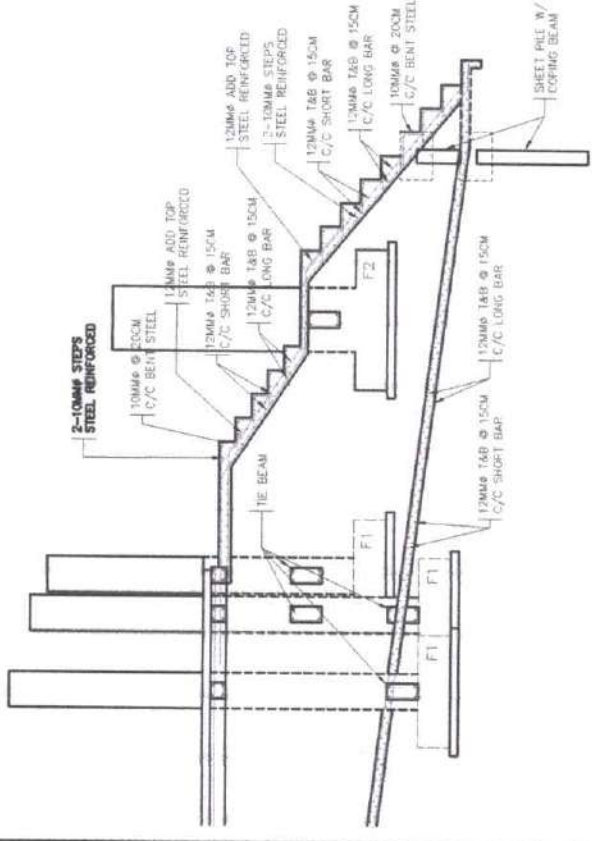 2-10MMØ STEPS
STEEL REINFORCED
10MMØ @ 20CM
C/C BENT STEEL
12MMØ ADD TOP
STEEL REINFORCED
12MMØ T&B @ 15CM
C/C SHORT BAR
12MMØ T&B @ 15CM
C/C LONG BAR
12MMØ ADD TOP
STEEL REINFORCED
2-10MMØ STEPS
STEEL REINFORCED
12MMØ T&B @ 15CM
C/C SHORT BAR
12MMØ T&B @ 15CM
C/C LONG BAR
10MMØ @ 20CM
C/C BENT STEEL
TIE BEAM
F1
F1
F1
F2
12MMØ T&B @ 15CM
C/C SHORT BAR
12MMØ T&B @ 15CM
C/C LONG BAR
SHEET PILE W/
COPING BEAM